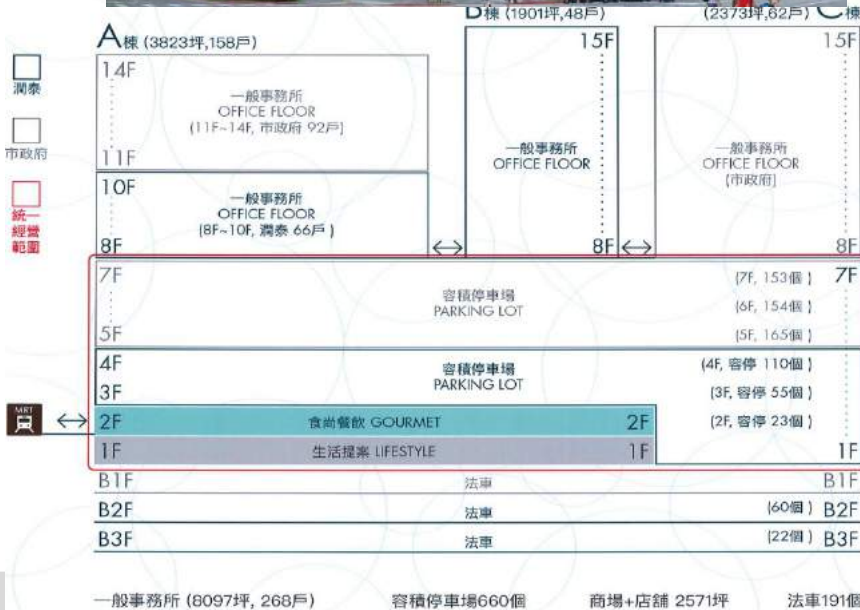 B棟 (1901坪,48戶)
(2373坪,62戶) C棟
A棟 (3823坪,158戶)
15F
15F
潤泰
14F
一般事務所
OFFICE FLOOR
(11F~14F, 市政府 92戶]
市政府
11F
一般事務所
OFFICE FLOOR
一般事務所
OFFICE FLOOR
[市政府]
10F
一般事務所
OFFICE FLOOR
(8F~10F, 潤泰 66戶 )
統一
經營
範圍
8F
8F
8F
7F
(7F, 153個 )
7F
容積停車場
PARKING LOT
(6F, 154個 )
5F
(5F, 165個 )
4F
容積停車場
PARKING LOT
(4F, 容停 110個 )
3F
(3F, 容停 55個 )
MRT
2F
食尚餐飲 GOURMET
2F
(2F, 容停 23個 )
1F
生活提案 LIFESTYLE
1F
1F
B1F
法車
B1F
B2F
法車
(60個 )
B2F
B3F
法車
(22個 )
B3F
一般事務所 (8097坪, 268戶)
容積停車場660個
商場+店舖 2571坪
法車191個